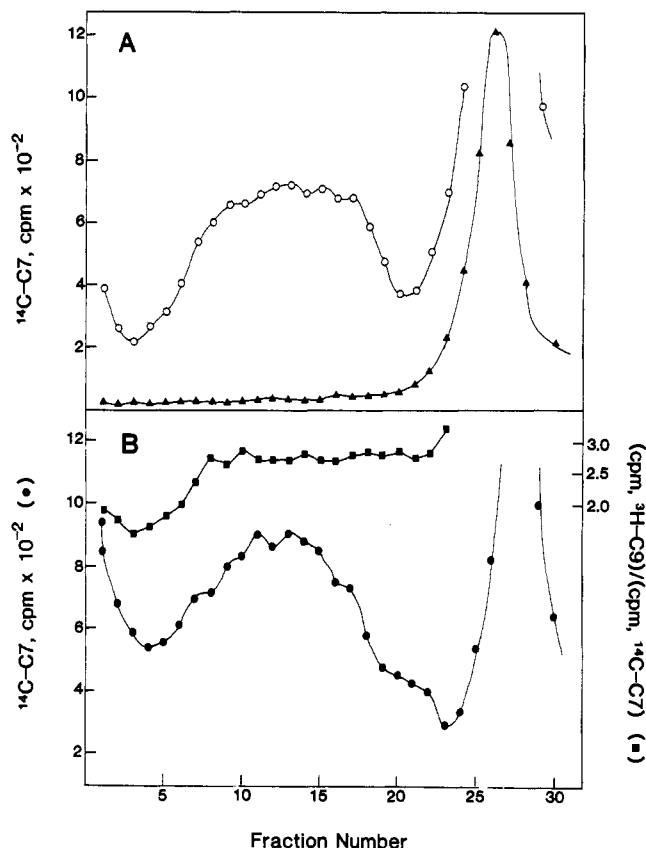 A
12
10
8
6
4
2
¹⁴C–C7, cpm x 10⁻²
B
12
10
8
6
4
2
¹⁴C–C7, cpm x 10⁻² (●)
3.0
2.5
2.0
(cpm, ³H–C9)/(cpm, ¹⁴C–C7) (■)
5 10 15 20 25 30
Fraction Number